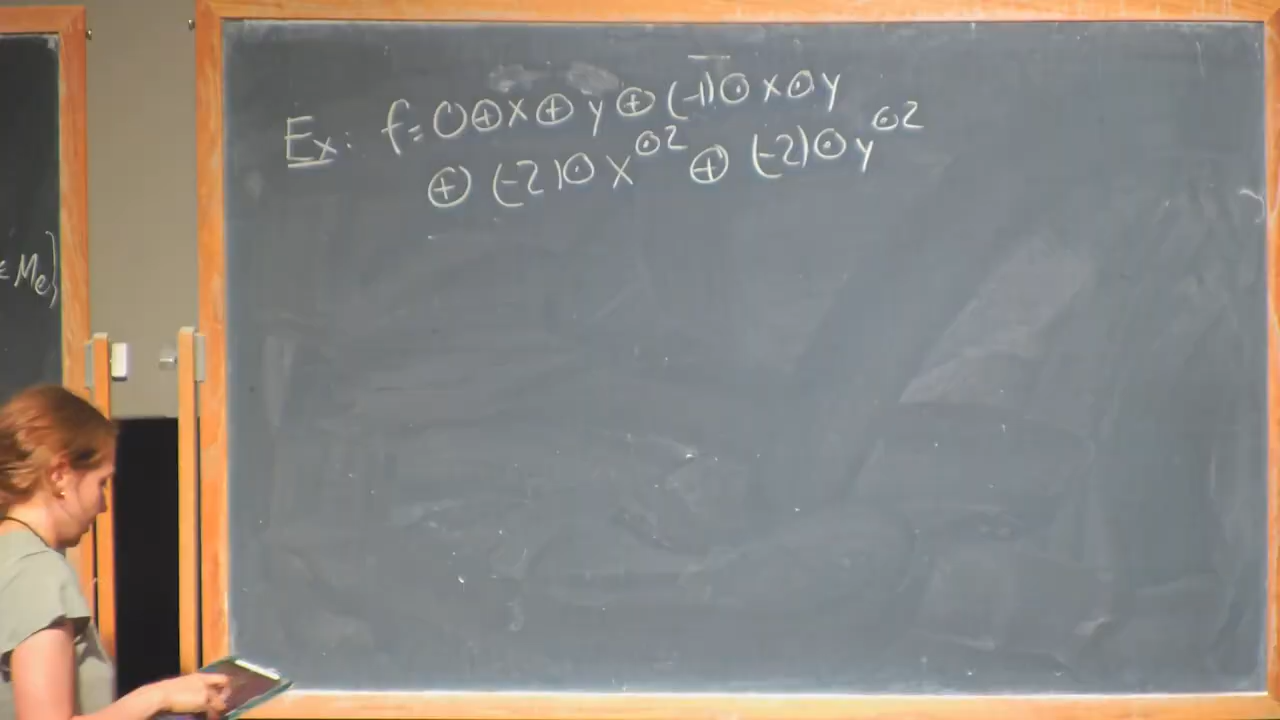 Ex: f = 0 ⊕ x ⊕ y ⊕ (-1) ⊙ x ⊙ y
⊕ (-2) ⊙ x^{⊙2} ⊕ (-2) ⊙ y^{⊙2}
∈ Me}